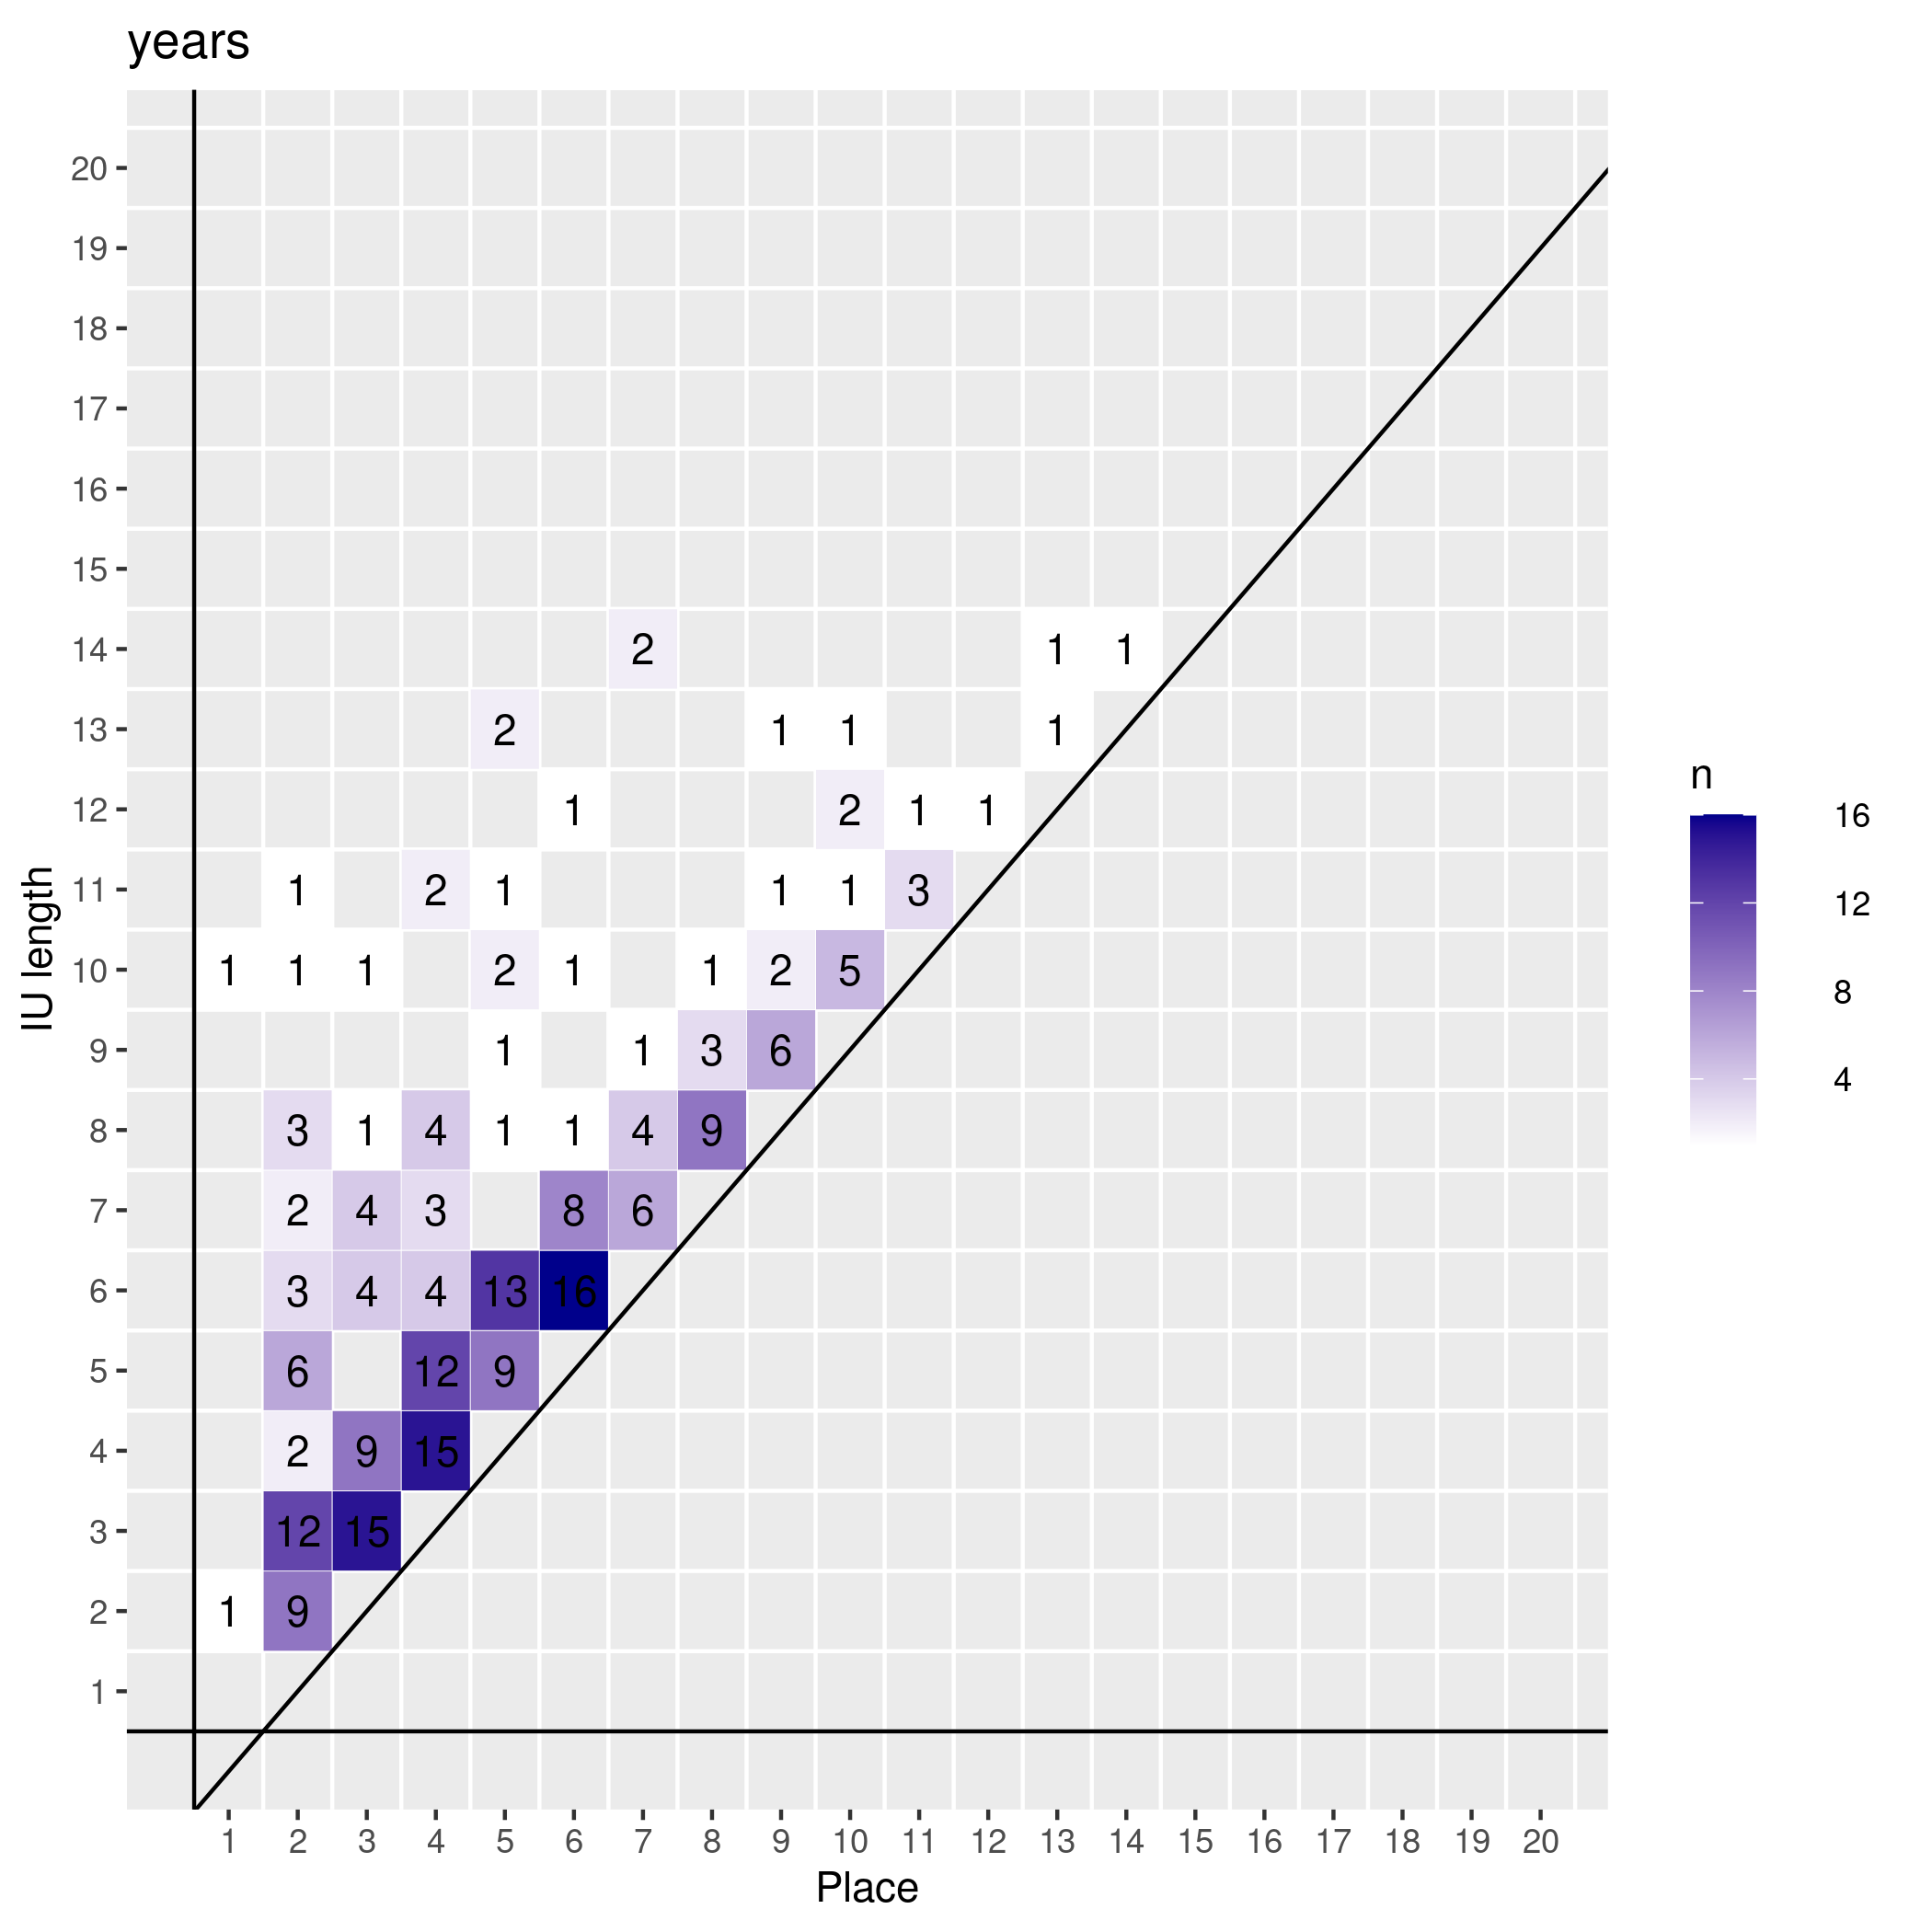 years
20
19
18
17
16
15
14 2 1 1
13 2 1 1 1
12 1 2 1 1
11 1 2 1 1 1 3
10 1 1 1 2 1 1 2 5
9 1 1 3 6
8 3 1 4 1 1 4 9
7 2 4 3 8 6
6 3 4 4 13 16
5 6 12 9
4 2 9 15
3 12 15
2 1 9
1
1 2 3 4 5 6 7 8 9 10 11 12 13 14 15 16 17 18 19 20
Place
IU length
n
16
12
8
4